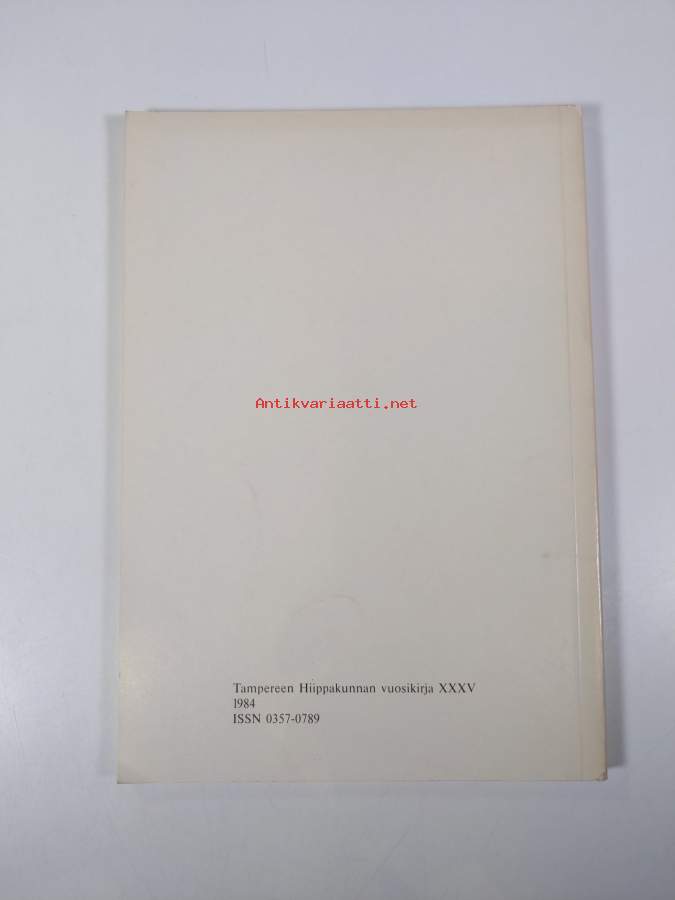 Antikvariaatti.net
Tampereen Hiippakunnan vuosikirja XXXV
1984
ISSN 0357-0789